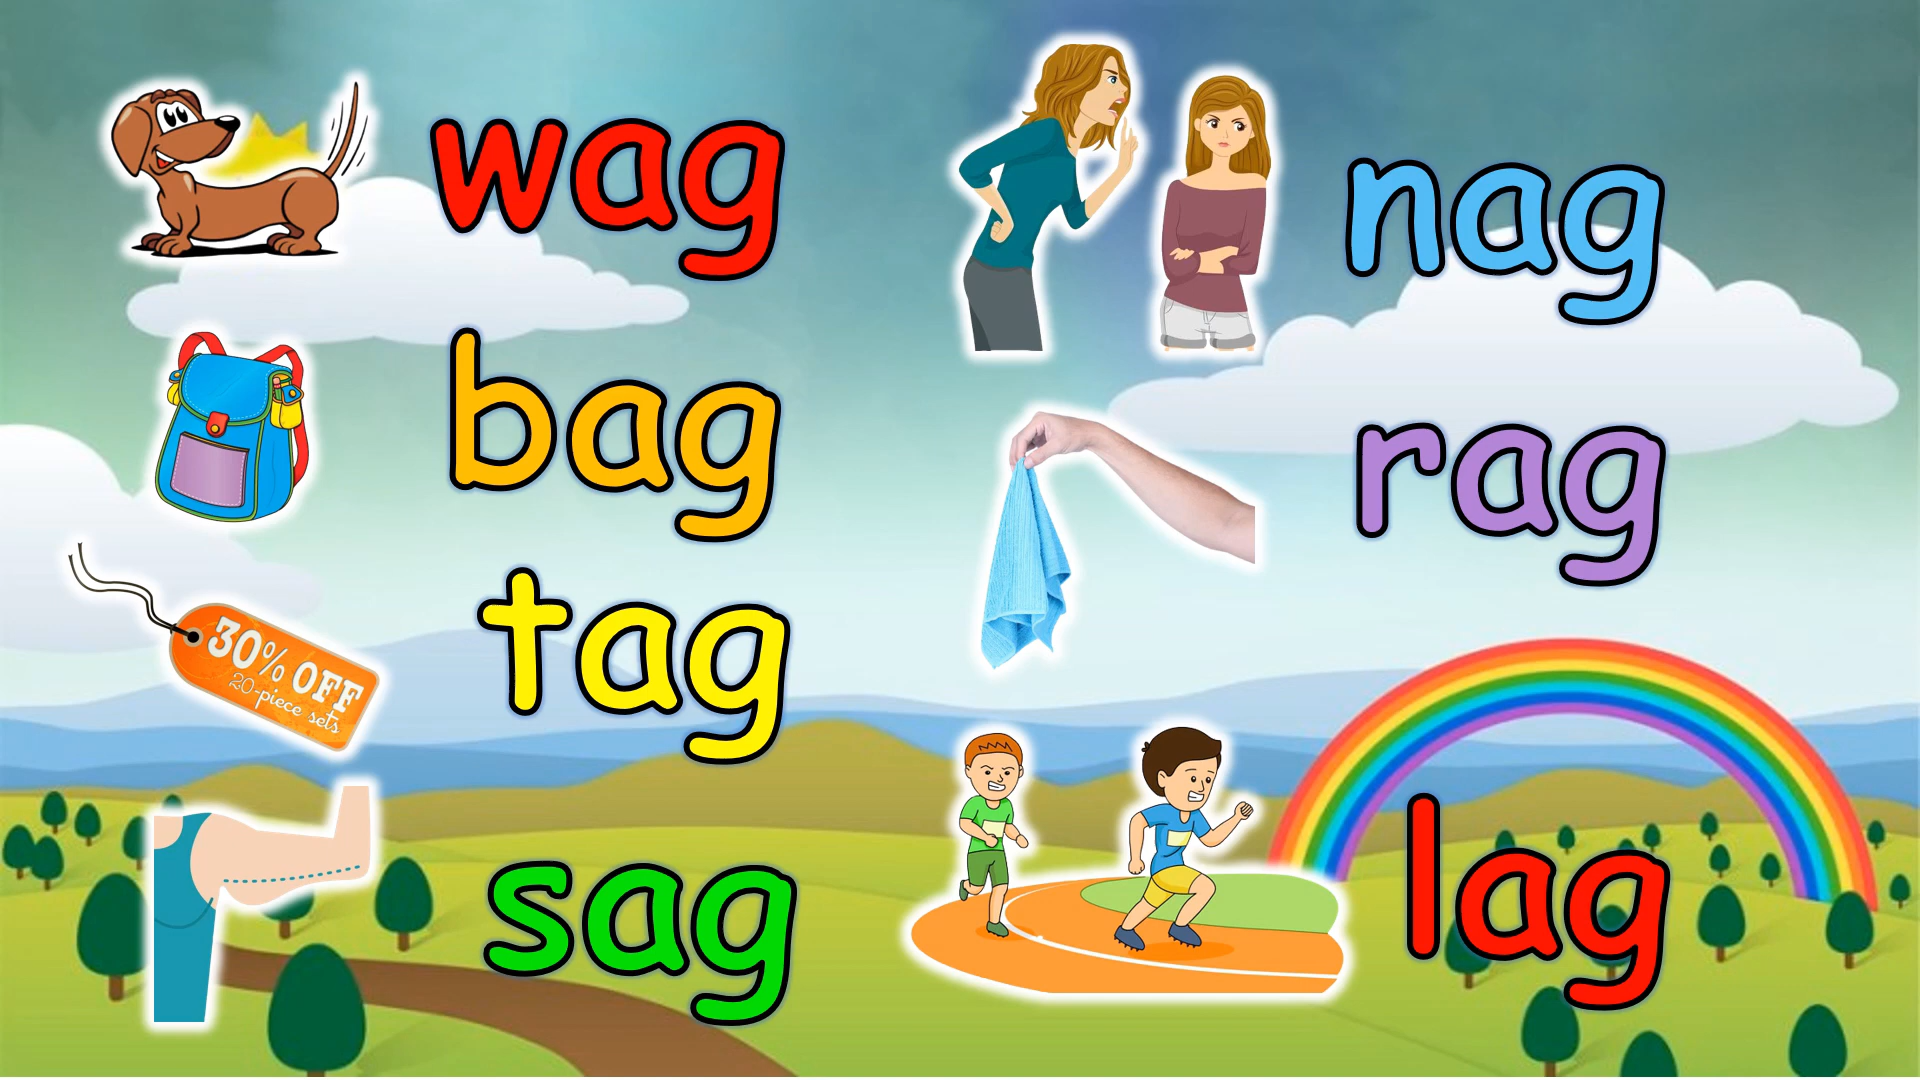 wag
bag
30% OFF
20-piece sets
tag
sag
nag
rag
lag